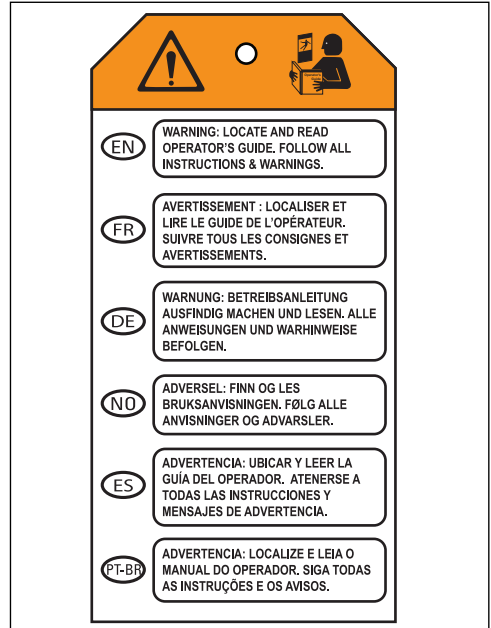 Operator's
Guide
EN
WARNING: LOCATE AND READ
OPERATOR'S GUIDE. FOLLOW ALL
INSTRUCTIONS & WARNINGS.
FR
AVERTISSEMENT : LOCALISER ET
LIRE LE GUIDE DE L'OPÉRATEUR.
SUIVRE TOUS LES CONSIGNES ET
AVERTISSEMENTS.
DE
WARNUNG: BETREIBSANLEITUNG
AUSFINDIG MACHEN UND LESEN. ALLE
ANWEISUNGEN UND WARHINWEISE
BEFOLGEN.
NO
ADVERSEL: FINN OG LES
BRUKSANVISNINGEN. FØLG ALLE
ANVISNINGER OG ADVARSLER.
ES
ADVERTENCIA: UBICAR Y LEER LA
GUÍA DEL OPERADOR. ATENERSE A
TODAS LAS INSTRUCCIONES Y
MENSAJES DE ADVERTENCIA.
PT-BR
ADVERTENCIA: LOCALIZE E LEIA O
MANUAL DO OPERADOR. SIGA TODAS
AS INSTRUÇÕES E OS AVISOS.